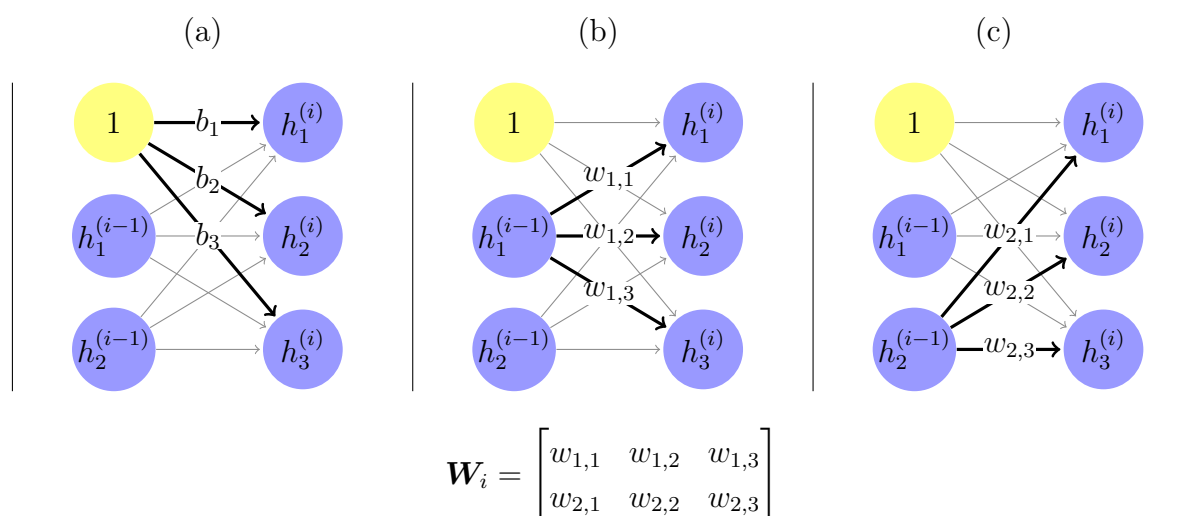 (a) (b) (c)
1 b₁ h₁⁽ⁱ⁾
b₂
h₁⁽ⁱ⁻¹⁾ b₃ h₂⁽ⁱ⁾
h₂⁽ⁱ⁻¹⁾ h₃⁽ⁱ⁾
1 h₁⁽ⁱ⁾
w₁,₁
h₁⁽ⁱ⁻¹⁾ w₁,₂ h₂⁽ⁱ⁾
w₁,₃
h₂⁽ⁱ⁻¹⁾ h₃⁽ⁱ⁾
1 h₁⁽ⁱ⁾
h₁⁽ⁱ⁻¹⁾ w₂,₁ h₂⁽ⁱ⁾
w₂,₂
h₂⁽ⁱ⁻¹⁾ w₂,₃ h₃⁽ⁱ⁾
Wᵢ = [w₁,₁ w₁,₂ w₁,₃
w₂,₁ w₂,₂ w₂,₃]